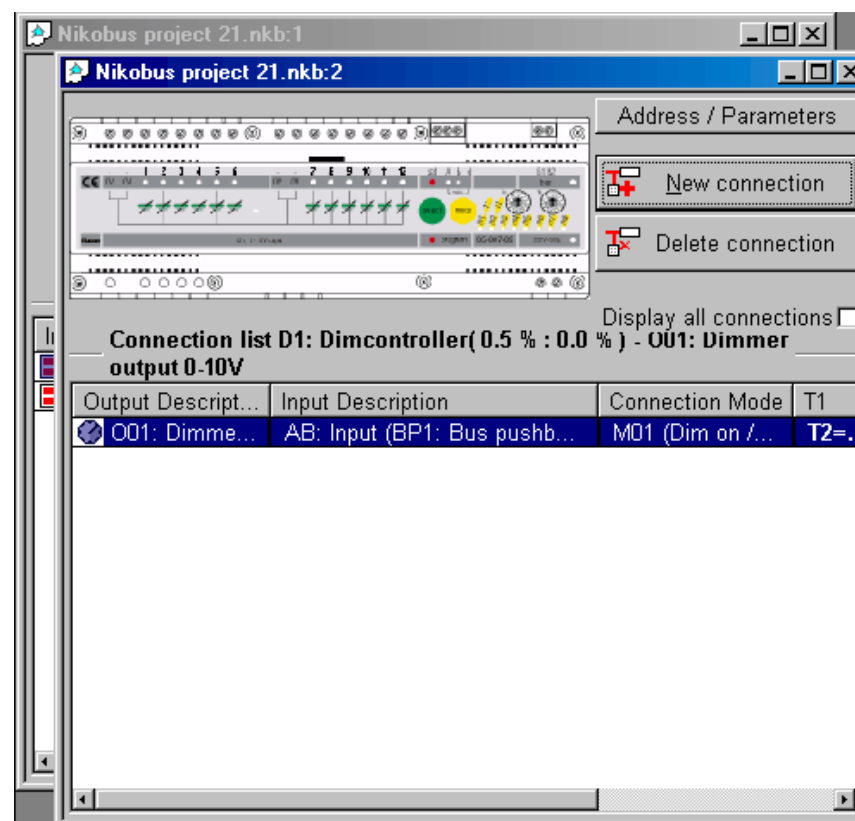 Nikobus project 21.nkb:1
Nikobus project 21.nkb:2
Address / Parameters
New connection
Delete connection
Display all connections
Connection list D1: Dimcontroller( 0.5 % : 0.0 % ) - O01: Dimmer
output 0-10V
Output Descript... Input Description Connection Mode T1
O01: Dimme... AB: Input (BP1: Bus pushb... M01 (Dim on /... T2=.